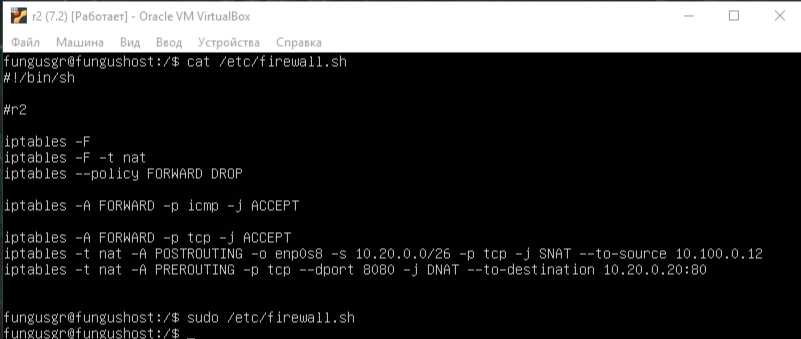 r2 (7.2) [Работает] - Oracle VM VirtualBox
Файл Машина Вид Ввод Устройства Справка
fungusgr@fungushost:/$ cat /etc/firewall.sh
#!/bin/sh
#r2
iptables -F
iptables -F -t nat
iptables --policy FORWARD DROP
iptables -A FORWARD -p icmp -j ACCEPT
iptables -A FORWARD -p tcp -j ACCEPT
iptables -t nat -A POSTROUTING -o enp0s8 -s 10.20.0.0/26 -p tcp -j SNAT --to-source 10.100.0.12
iptables -t nat -A PREROUTING -p tcp --dport 8080 -j DNAT --to-destination 10.20.0.20:80
fungusgr@fungushost:/$ sudo /etc/firewall.sh
fungusgr@fungushost:/$ _